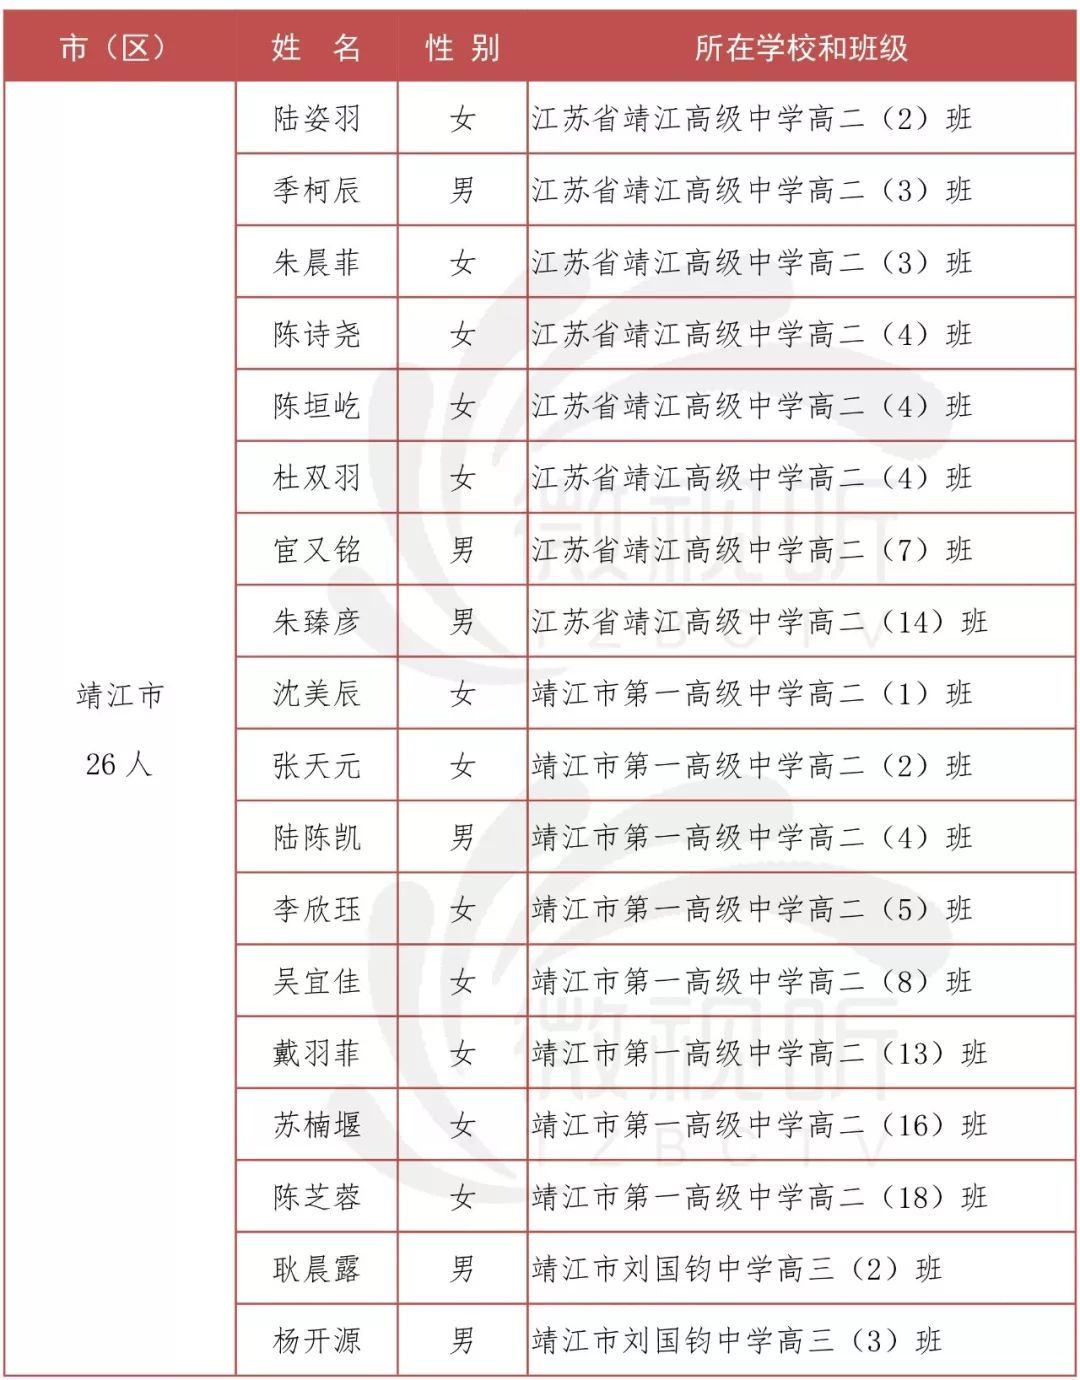 市（区） 姓 名 性 别 所在学校和班级
陆姿羽 女 江苏省靖江高级中学高二（2）班
季柯辰 男 江苏省靖江高级中学高二（3）班
朱晨菲 女 江苏省靖江高级中学高二（3）班
陈诗尧 女 江苏省靖江高级中学高二（4）班
陈垣屹 女 江苏省靖江高级中学高二（4）班
杜双羽 女 江苏省靖江高级中学高二（4）班
宦又铭 男 江苏省靖江高级中学高二（7）班
朱臻彦 男 江苏省靖江高级中学高二（14）班
靖江市
26 人
沈美辰 女 靖江市第一高级中学高二（1）班
张天元 女 靖江市第一高级中学高二（2）班
陆陈凯 男 靖江市第一高级中学高二（4）班
李欣珏 女 靖江市第一高级中学高二（5）班
吴宜佳 女 靖江市第一高级中学高二（8）班
戴羽菲 女 靖江市第一高级中学高二（13）班
苏楠堰 女 靖江市第一高级中学高二（16）班
陈芝蓉 女 靖江市第一高级中学高二（18）班
耿晨露 男 靖江市刘国钧中学高三（2）班
杨开源 男 靖江市刘国钧中学高三（3）班
微视听
TZBCTV
微视听
TZBCTV